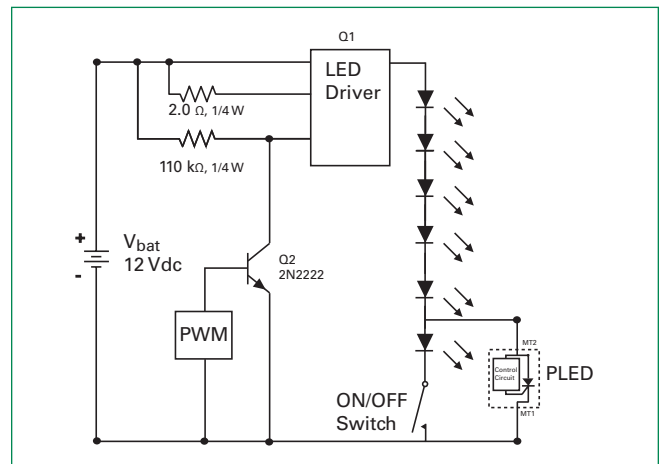 Q1
LED
Driver
2.0 Ω, 1/4 W
110 kΩ, 1/4 W
+
Vbat
12 Vdc
-
Q2
2N2222
PWM
MT2
Control
Circuit
PLED
MT1
ON/OFF
Switch